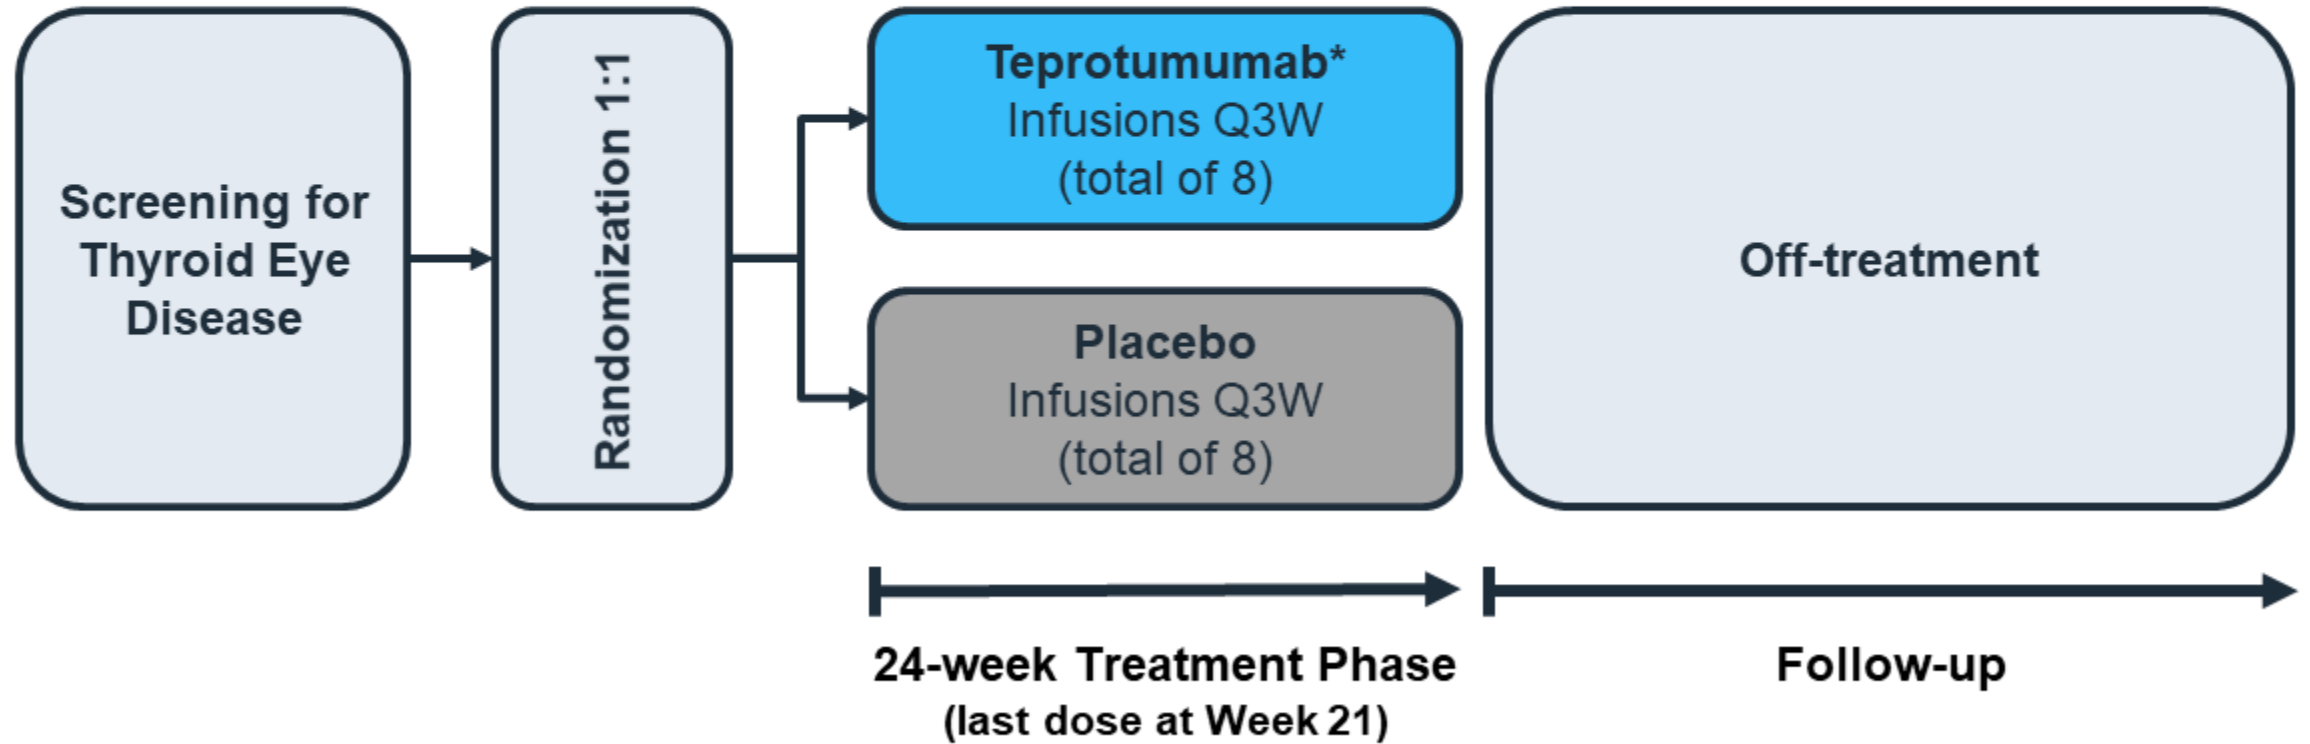 Screening for
Thyroid Eye
Disease
Randomization 1:1
Teprotumumab*
Infusions Q3W
(total of 8)
Placebo
Infusions Q3W
(total of 8)
Off-treatment
24-week Treatment Phase
(last dose at Week 21)
Follow-up